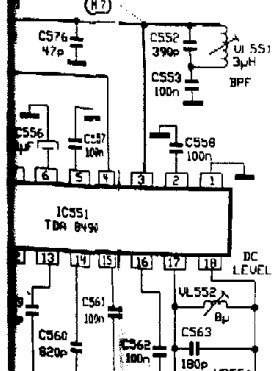 M7
C576
47p
C552
390p
VL551
3µH
C553
100n
BPF
C556
µF
C557
100n
C558
100n
6 5 4 3 2 1
IC551
TDA 849
13 14 15 16 17 18
DC
LEVEL
VL552
8µ
C561
100n
C563
180p
C560
820p
C562
100n